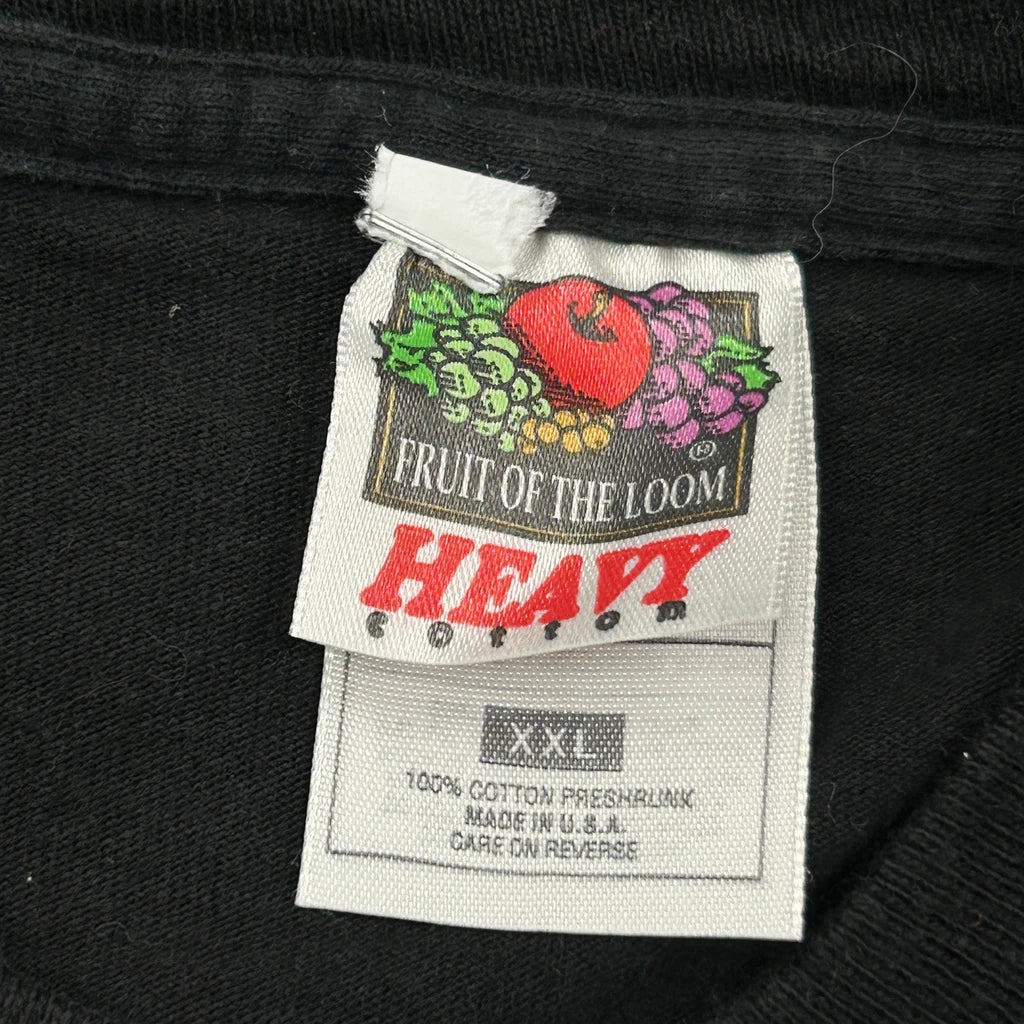 FRUIT OF THE LOOM ®
HEAVY
cotton
XXL
100% COTTON PRESHRUNK
MADE IN U.S.A.
CARE ON REVERSE